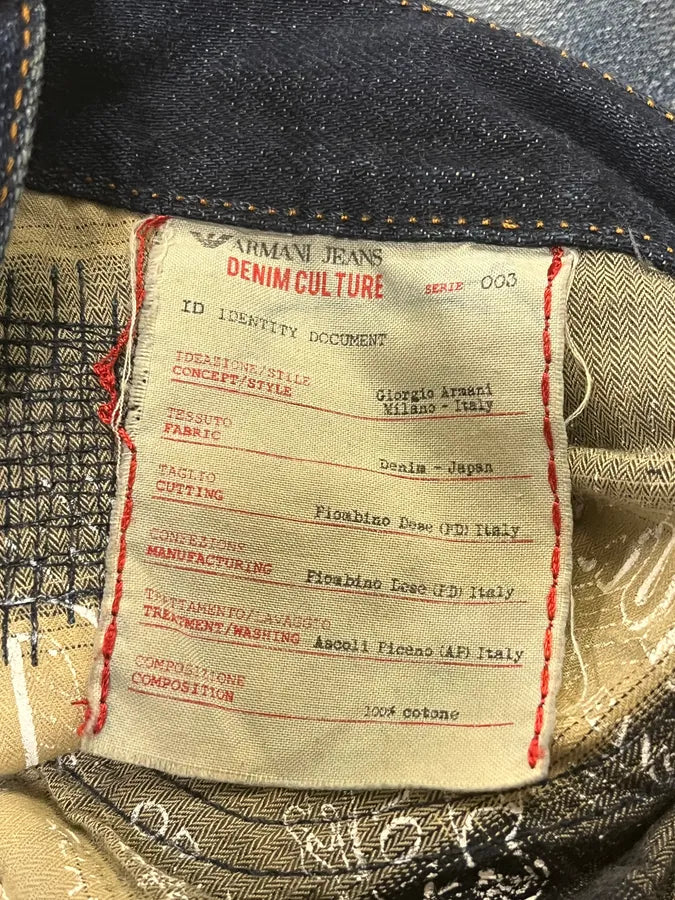 ARMANI JEANS
DENIM CULTURE SERIE 003
ID IDENTITY DOCUMENT
IDEAZIONE/STILE
CONCEPT/STYLE Giorgio Armani
Milano - Italy
TESSUTO
FABRIC Denim - Japan
TAGLIO
CUTTING Piombino Dese (PD) Italy
CONFEZIONE
MANUFACTURING Piombino Dese (PD) Italy
TRETTAMENTO/LAVAGGIO
TREATMENT/WASHING Ascoli Piceno (AP) Italy
COMPOSITIONE
COMPOSITION 100% cotone